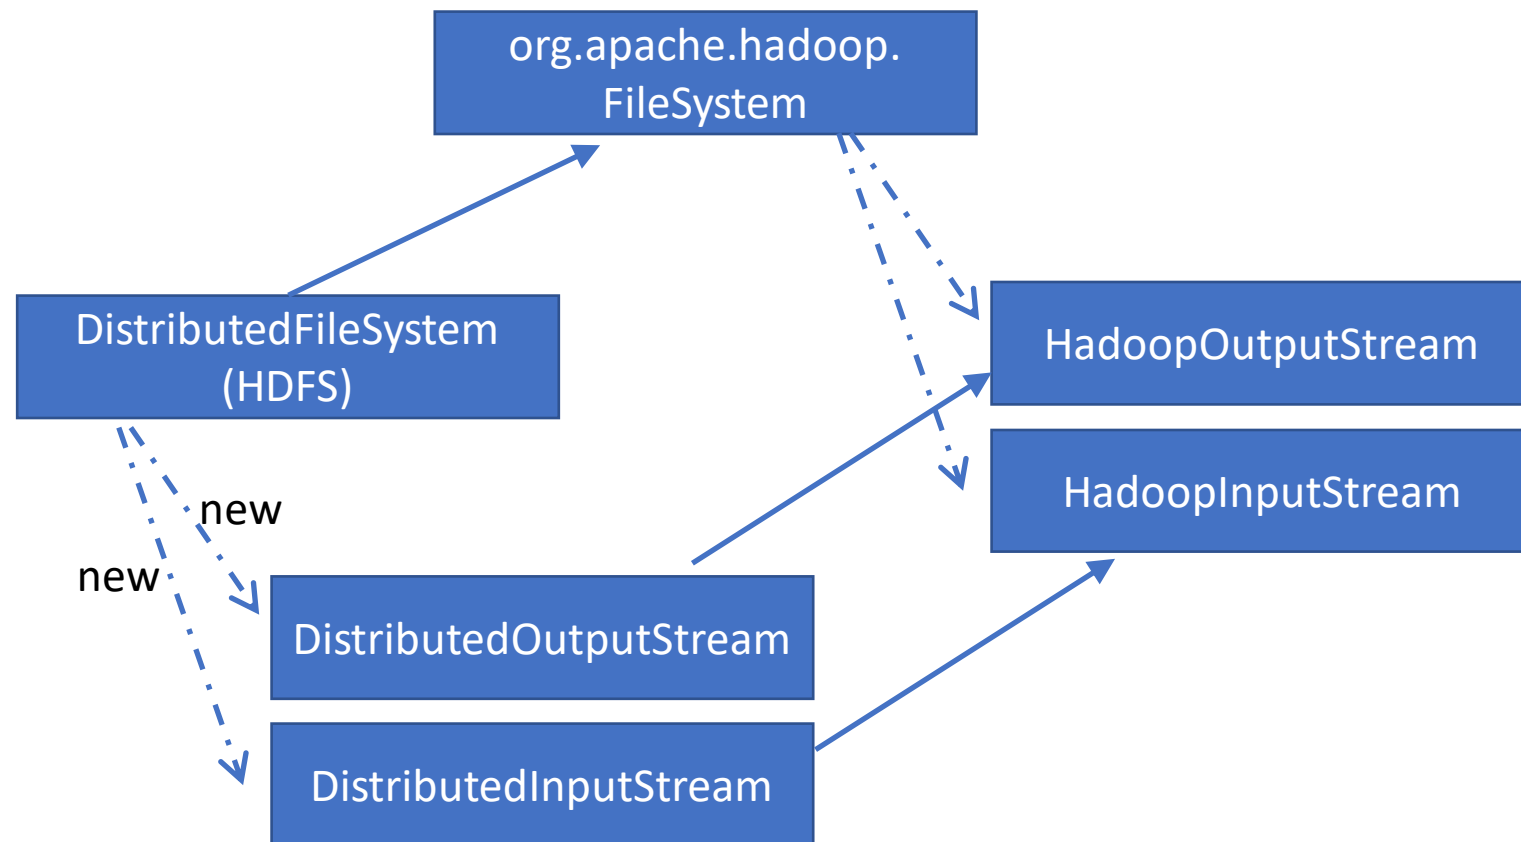 org.apache.hadoop.
FileSystem
DistributedFileSystem
(HDFS)
HadoopOutputStream
HadoopInputStream
new
new
DistributedOutputStream
DistributedInputStream